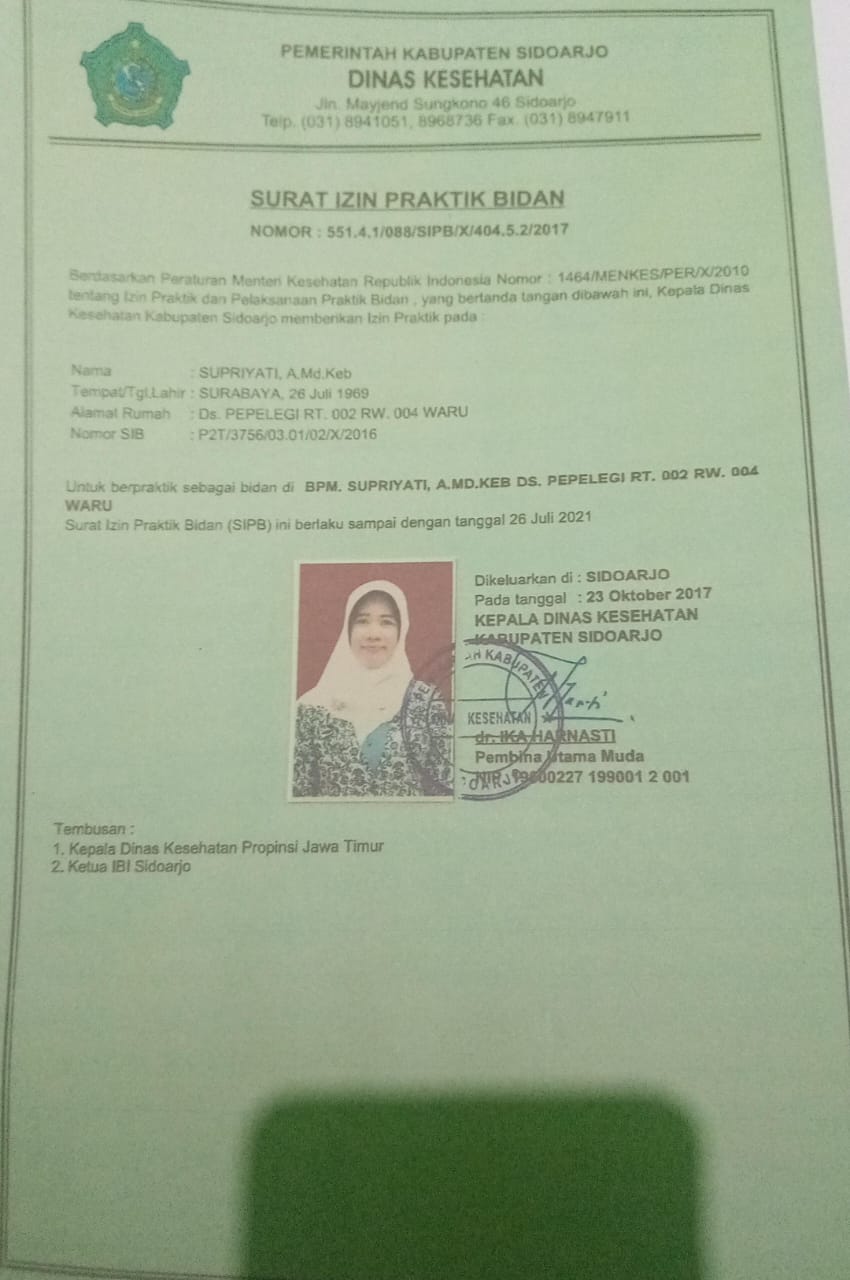 PEMERINTAH KABUPATEN SIDOARJO
DINAS KESEHATAN
Jln. Mayjend Sungkono 46 Sidoarjo
Telp. (031) 8941051, 8968736 Fax. (031) 8947911
SURAT IZIN PRAKTIK BIDAN
NOMOR : 551.4.1/088/SIPB/X/404.5.2/2017
Berdasarkan Peraturan Menteri Kesehatan Republik Indonesia Nomor : 1464/MENKES/PER/X/2010
tentang Izin Praktik dan Pelaksanaan Praktik Bidan , yang bertanda tangan dibawah ini, Kepala Dinas
Kesehatan Kabupaten Sidoarjo memberikan Izin Praktik pada :
Nama : SUPRIYATI, A.Md.Keb
Tempat/Tgl.Lahir : SURABAYA, 26 Juli 1969
Alamat Rumah : Ds. PEPELEGI RT. 002 RW. 004 WARU
Nomor SIB : P2T/3756/03.01/02/X/2016
Untuk berpraktik sebagai bidan di BPM. SUPRIYATI, A.MD.KEB DS. PEPELEGI RT. 002 RW. 004
WARU
Surat Izin Praktik Bidan (SIPB) ini berlaku sampai dengan tanggal 26 Juli 2021
Dikeluarkan di : SIDOARJO
Pada tanggal : 23 Oktober 2017
KEPALA DINAS KESEHATAN
KABUPATEN SIDOARJO
KABUPATEN
KESEHATAN
dr. IKA HARNASTI
Pembina Utama Muda
NIP. 19600227 199001 2 001
Tembusan :
1. Kepala Dinas Kesehatan Propinsi Jawa Timur
2. Ketua IBI Sidoarjo